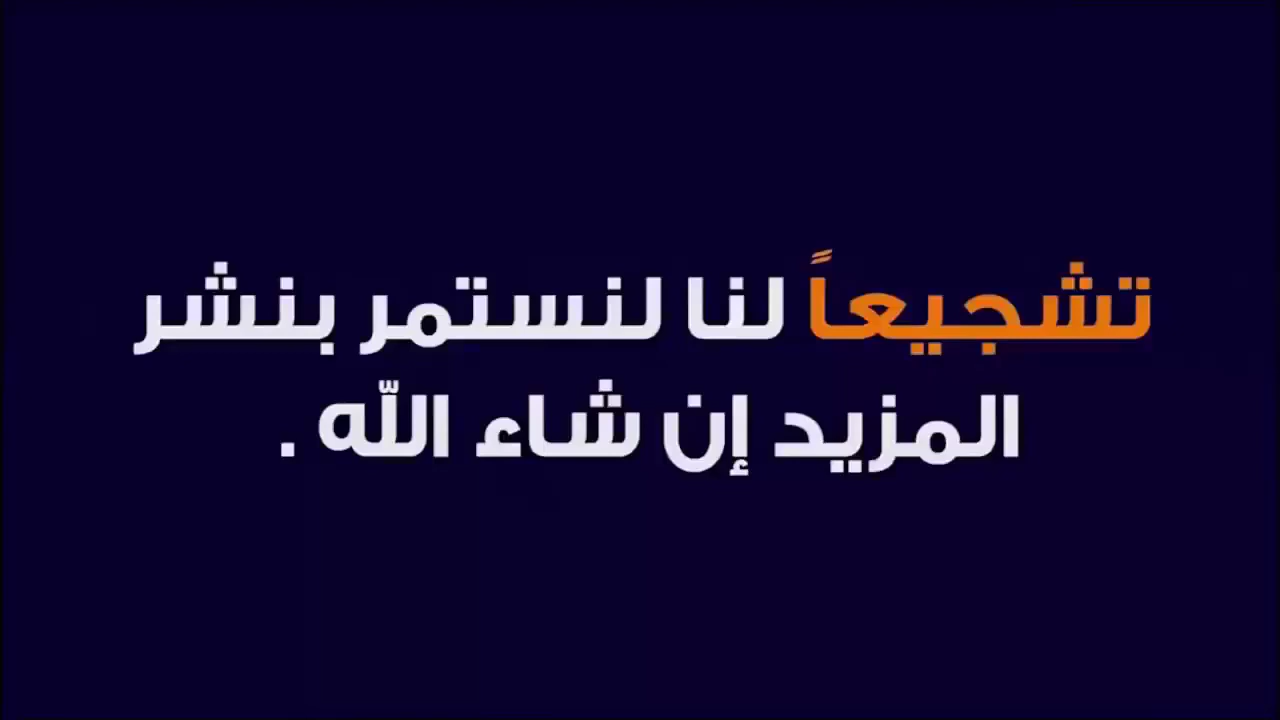 تشجيعاً لنا لنستمر بنشر
المزيد إن شاء اللّه .